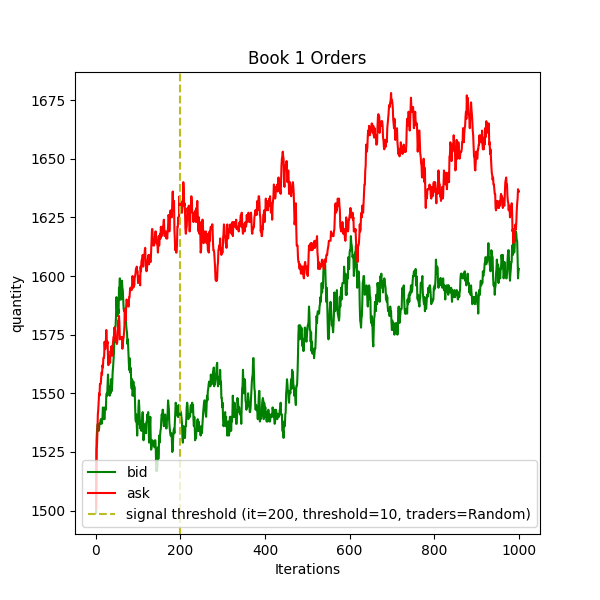 Book 1 Orders
quantity
1675
1650
1625
1600
1575
1550
1525
1500
bid
ask
signal threshold (it=200, threshold=10, traders=Random)
0 200 400 600 800 1000
Iterations